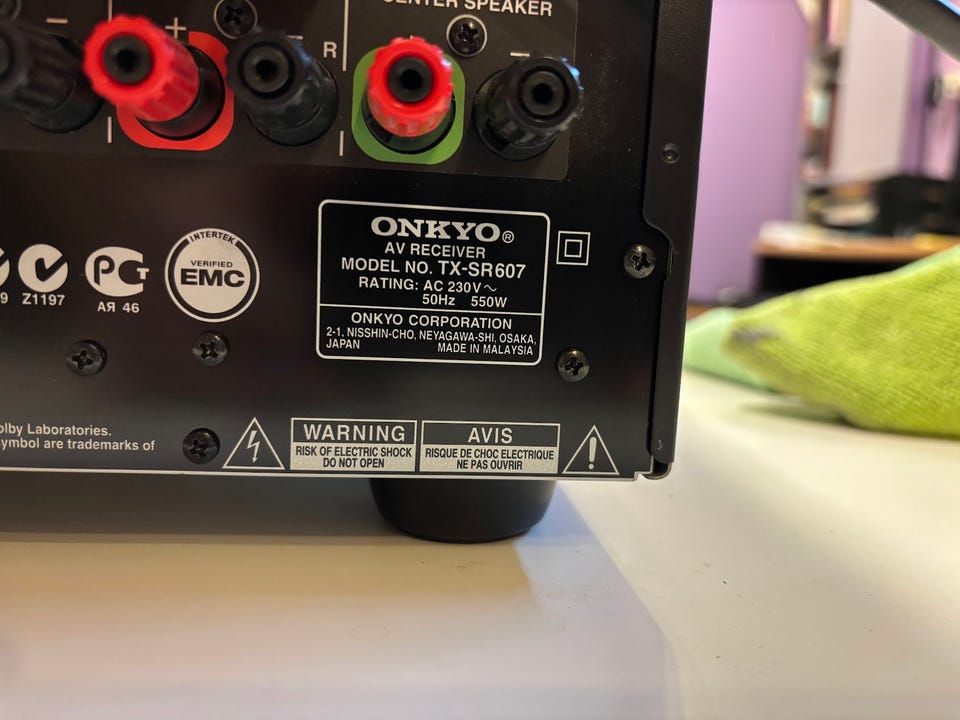 CENTER SPEAKER
+
R
INTERTEK
VERIFIED
EMC
Z1197
АЯ 46
ONKYO®
AV RECEIVER
MODEL NO. TX-SR607
RATING: AC 230V ~
50Hz 550W
ONKYO CORPORATION
2-1, NISSHIN-CHO, NEYAGAWA-SHI, OSAKA,
JAPAN MADE IN MALAYSIA
olby Laboratories.
symbol are trademarks of
WARNING
RISK OF ELECTRIC SHOCK
DO NOT OPEN
AVIS
RISQUE DE CHOC ELECTRIQUE
NE PAS OUVRIR